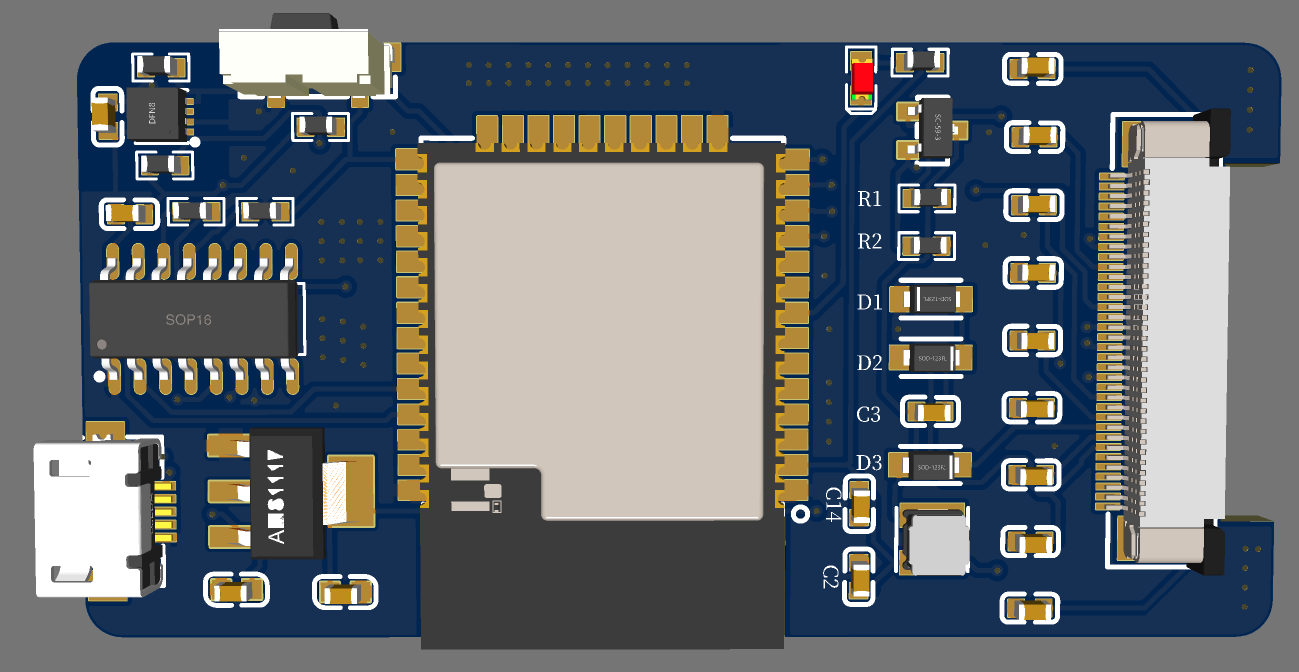 DFN8
SC-59-3
R1
R2
SOP16
D1
SOD-123FL
D2
SOD-123FL
C3
D3
SOD-123FL
C14
C2
AMS1117